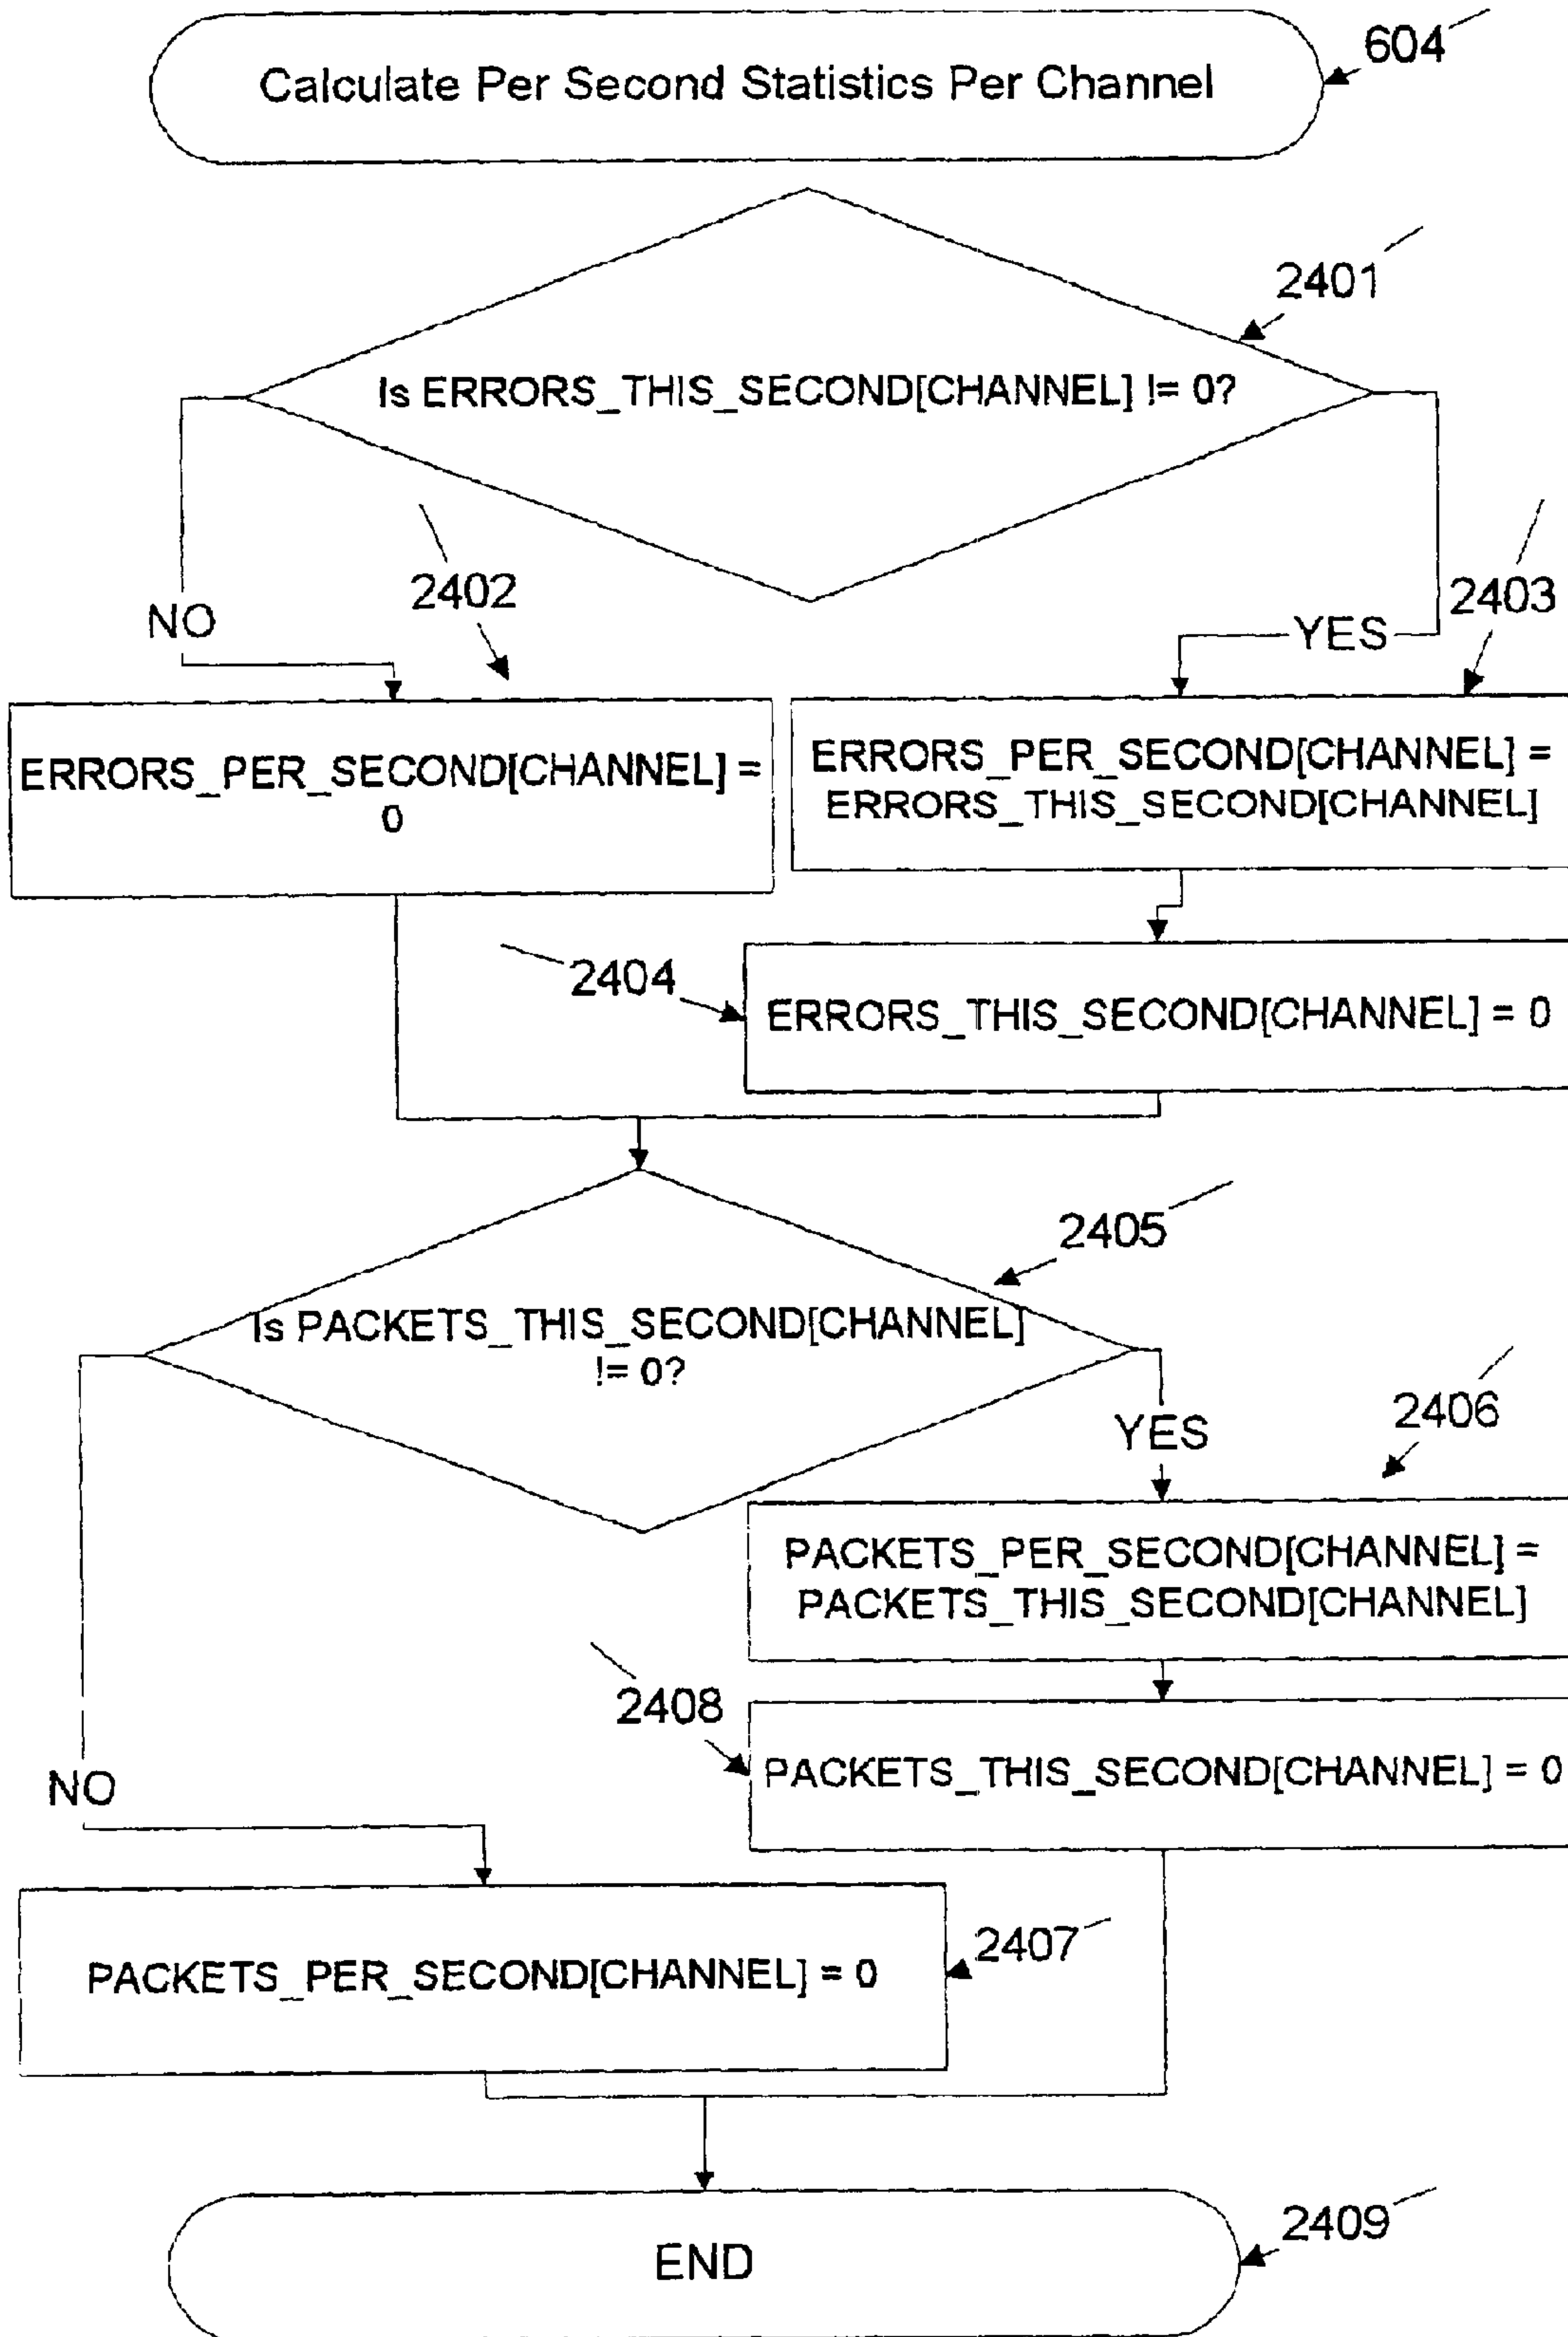 Calculate Per Second Statistics Per Channel
604
2401
Is ERRORS_THIS_SECOND[CHANNEL] != 0?
2402
2403
NO
YES
ERRORS_PER_SECOND[CHANNEL] =
0
ERRORS_PER_SECOND[CHANNEL] =
ERRORS_THIS_SECOND[CHANNEL]
2404
ERRORS_THIS_SECOND[CHANNEL] = 0
2405
Is PACKETS_THIS_SECOND[CHANNEL]
!= 0?
2406
YES
PACKETS_PER_SECOND[CHANNEL] =
PACKETS_THIS_SECOND[CHANNEL]
2408
PACKETS_THIS_SECOND[CHANNEL] = 0
NO
2407
PACKETS_PER_SECOND[CHANNEL] = 0
2409
END